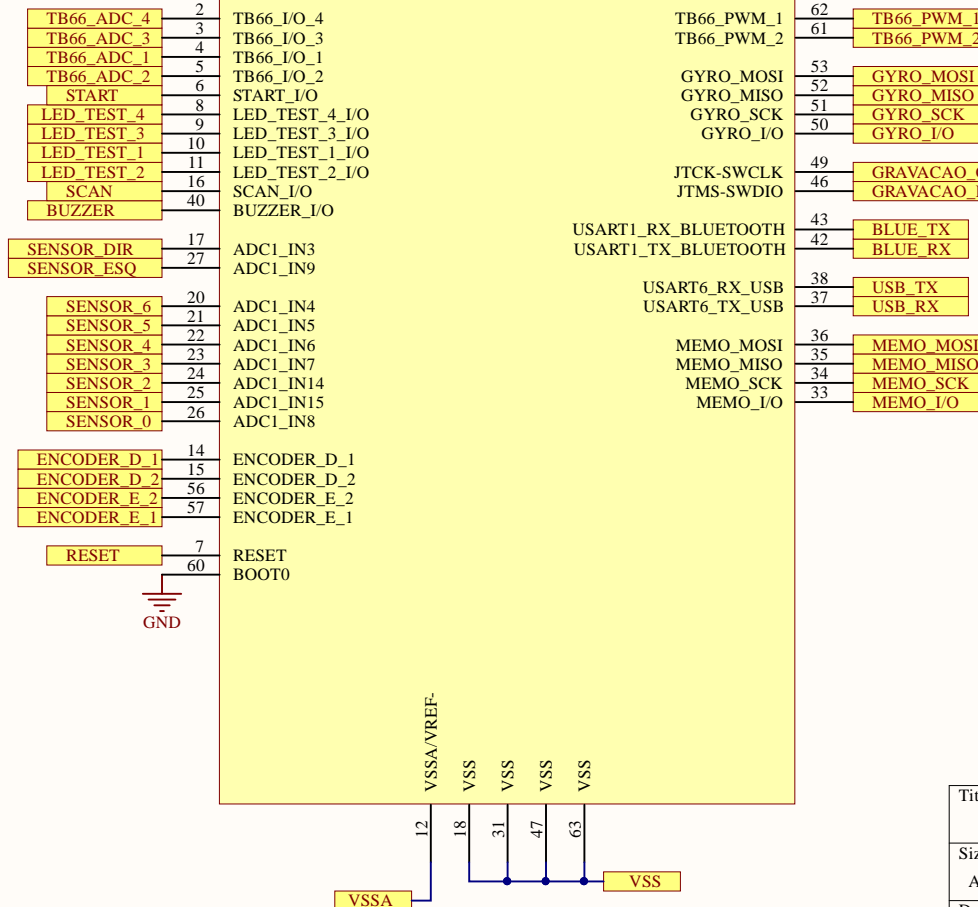 TB66_ADC_4 2 TB66_I/O_4 TB66_PWM_1 62 TB66_PWM_1
TB66_ADC_3 3 TB66_I/O_3 TB66_PWM_2 61 TB66_PWM_2
TB66_ADC_1 4 TB66_I/O_1
TB66_ADC_2 5 TB66_I/O_2 GYRO_MOSI 53 GYRO_MOSI
START 6 START_I/O GYRO_MISO 52 GYRO_MISO
LED_TEST_4 8 LED_TEST_4_I/O GYRO_SCK 51 GYRO_SCK
LED_TEST_3 9 LED_TEST_3_I/O GYRO_I/O 50 GYRO_I/O
LED_TEST_1 10 LED_TEST_1_I/O
LED_TEST_2 11 LED_TEST_2_I/O JTCK-SWCLK 49 GRAVACAO_
SCAN 16 SCAN_I/O JTMS-SWDIO 46 GRAVACAO_
BUZZER 40 BUZZER_I/O
USART1_RX_BLUETOOTH 43 BLUE_TX
SENSOR_DIR 17 ADC1_IN3 USART1_TX_BLUETOOTH 42 BLUE_RX
SENSOR_ESQ 27 ADC1_IN9
USART6_RX_USB 38 USB_TX
SENSOR_6 20 ADC1_IN4 USART6_TX_USB 37 USB_RX
SENSOR_5 21 ADC1_IN5
SENSOR_4 22 ADC1_IN6 MEMO_MOSI 36 MEMO_MOSI
SENSOR_3 23 ADC1_IN7 MEMO_MISO 35 MEMO_MISO
SENSOR_2 24 ADC1_IN14 MEMO_SCK 34 MEMO_SCK
SENSOR_1 25 ADC1_IN15 MEMO_I/O 33 MEMO_I/O
SENSOR_0 26 ADC1_IN8
ENCODER_D_1 14 ENCODER_D_1
ENCODER_D_2 15 ENCODER_D_2
ENCODER_E_2 56 ENCODER_E_2
ENCODER_E_1 57 ENCODER_E_1
RESET 7 RESET
60 BOOT0
GND
VSSA/VREF- VSS VSS VSS VSS
12 18 31 47 63
Tit
Siz
A
VSS
VSSA